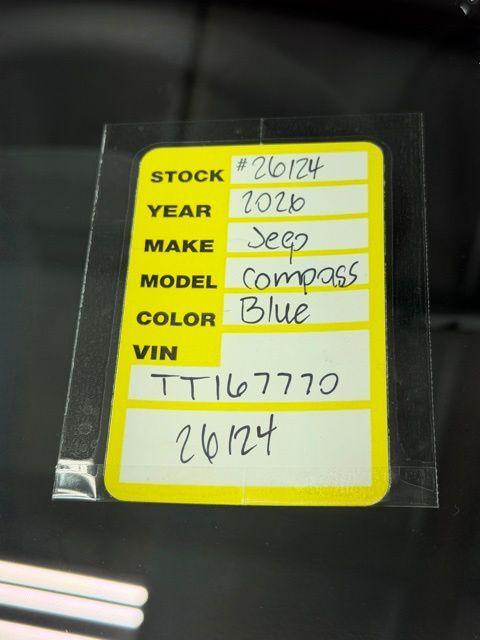 STOCK #26124
YEAR 2026
MAKE Jeep
MODEL Compass
COLOR Blue
VIN
TT167770
26124